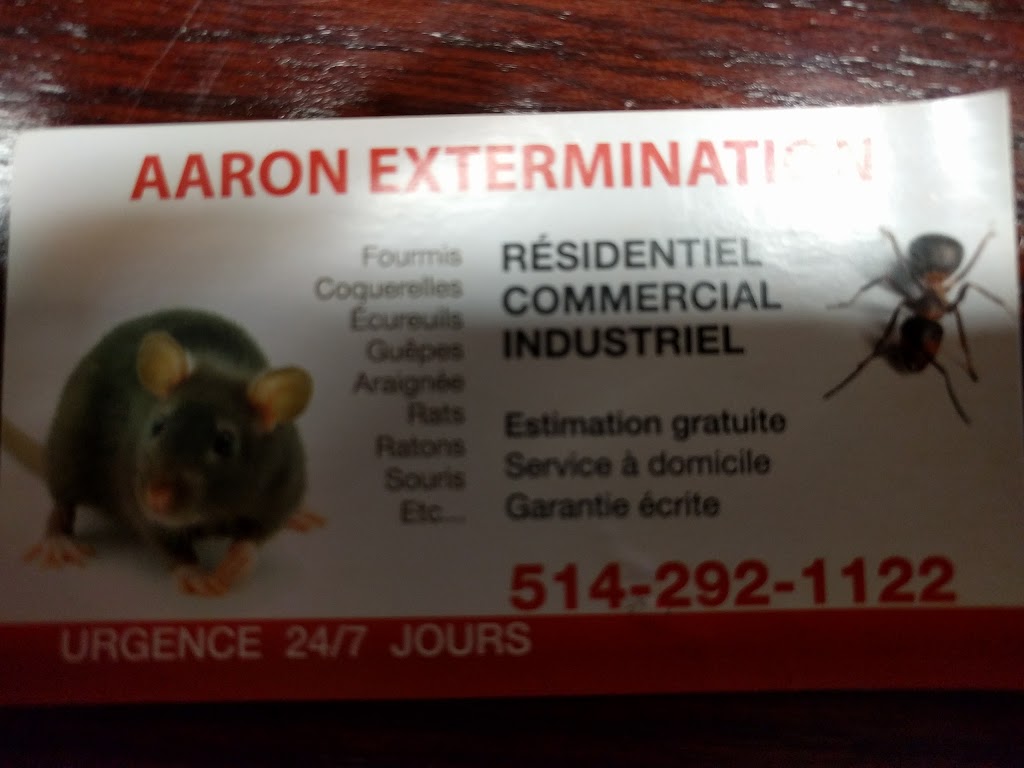 AARON EXTERMINATION
Fourmis
Coquerelles
Écureuils
Guêpes
Araignée
Rats
Ratons
Souris
Etc...
RÉSIDENTIEL
COMMERCIAL
INDUSTRIEL
Estimation gratuite
Service à domicile
Garantie écrite
514-292-1122
URGENCE 24/7 JOURS